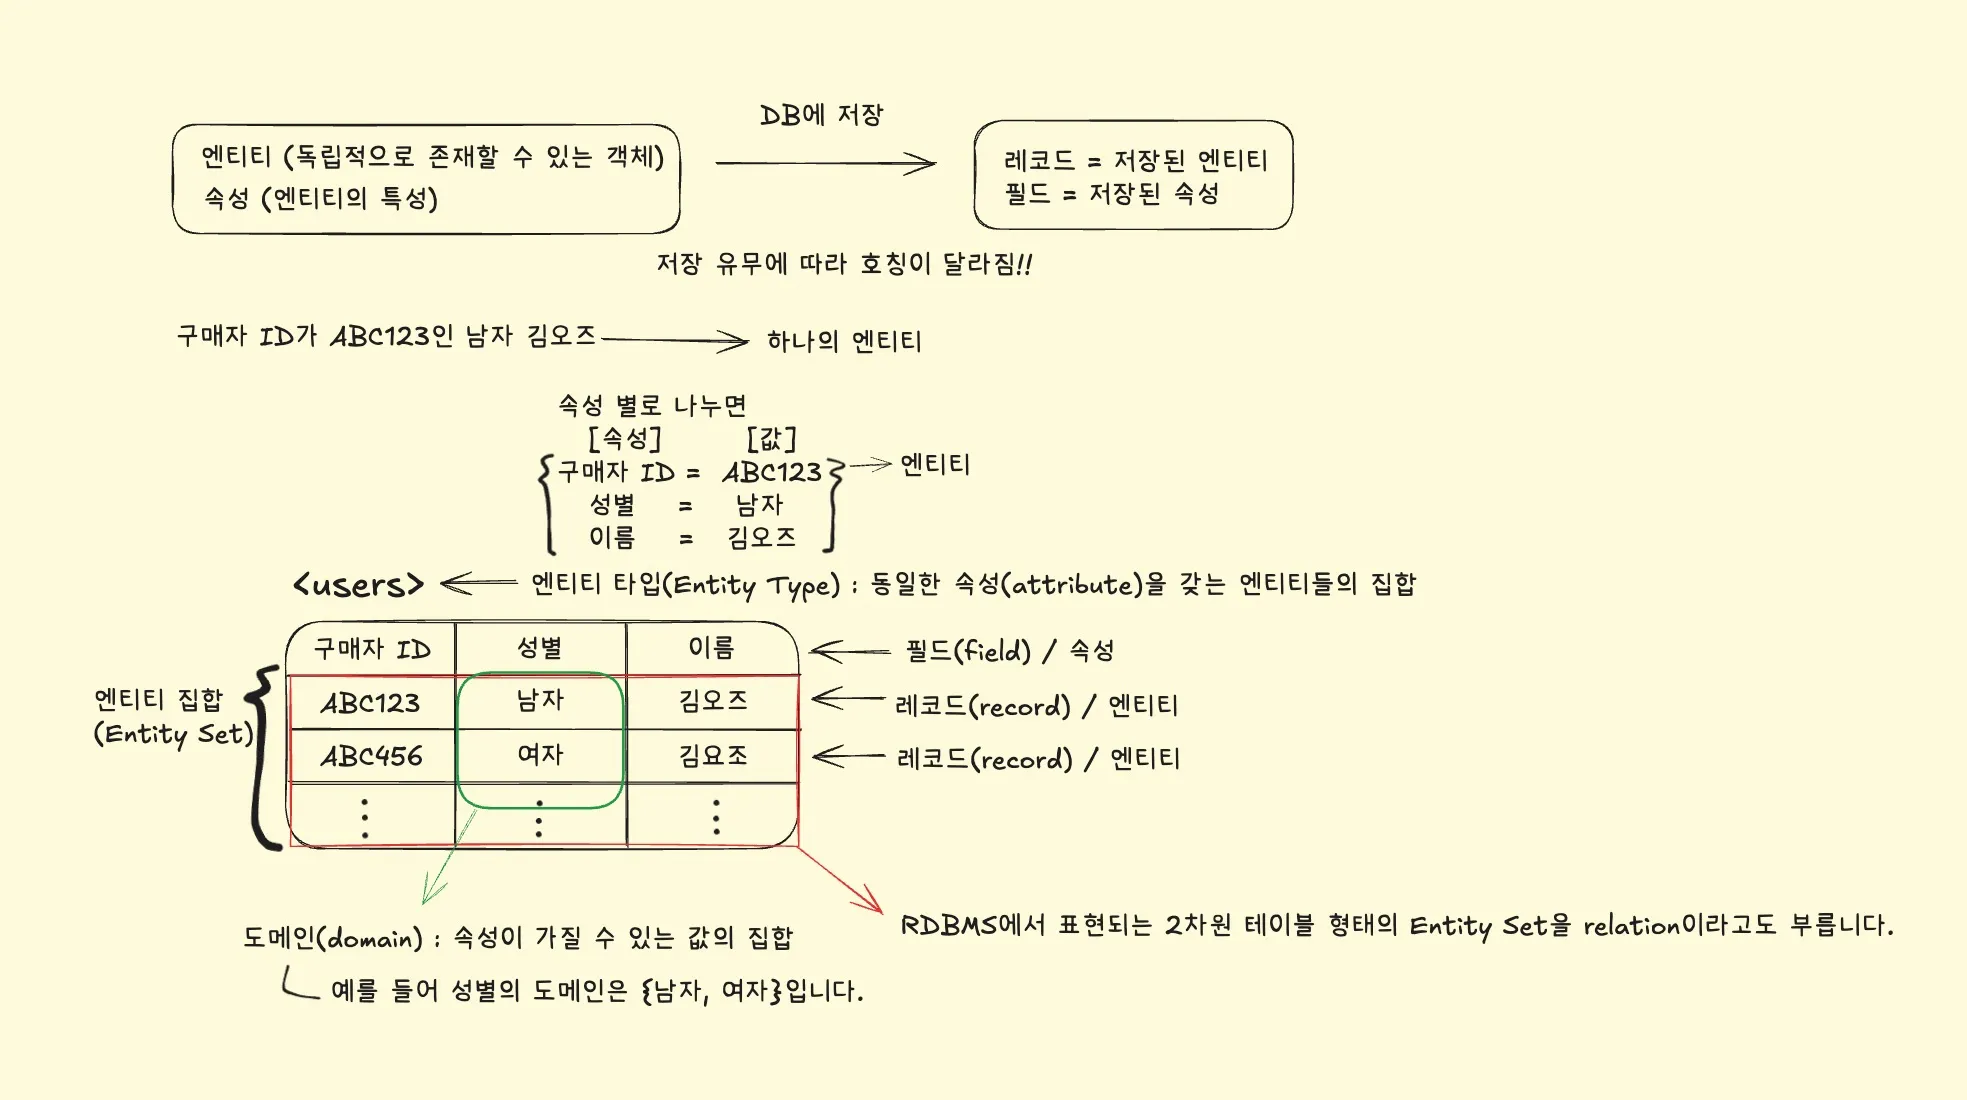 DB에 저장
엔티티 (독립적으로 존재할 수 있는 객체)
속성 (엔티티의 특성)
레코드 = 저장된 엔티티
필드 = 저장된 속성
저장 유무에 따라 호칭이 달라짐!!
구매자 ID가 ABC123인 남자 김오즈
하나의 엔티티
속성 별로 나누면
[속성] [값]
구매자 ID = ABC123
엔티티
성별 = 남자
이름 = 김오즈
<users>
엔티티 타입(Entity Type) : 동일한 속성(attribute)을 갖는 엔티티들의 집합
구매자 ID 성별 이름
필드(field) / 속성
엔티티 집합
(Entity Set)
ABC123 남자 김오즈
레코드(record) / 엔티티
ABC456 여자 김요조
레코드(record) / 엔티티
도메인(domain) : 속성이 가질 수 있는 값의 집합
예를 들어 성별의 도메인은 {남자, 여자}입니다.
RDBMS에서 표현되는 2차원 테이블 형태의 Entity Set을 relation이라고도 부릅니다.